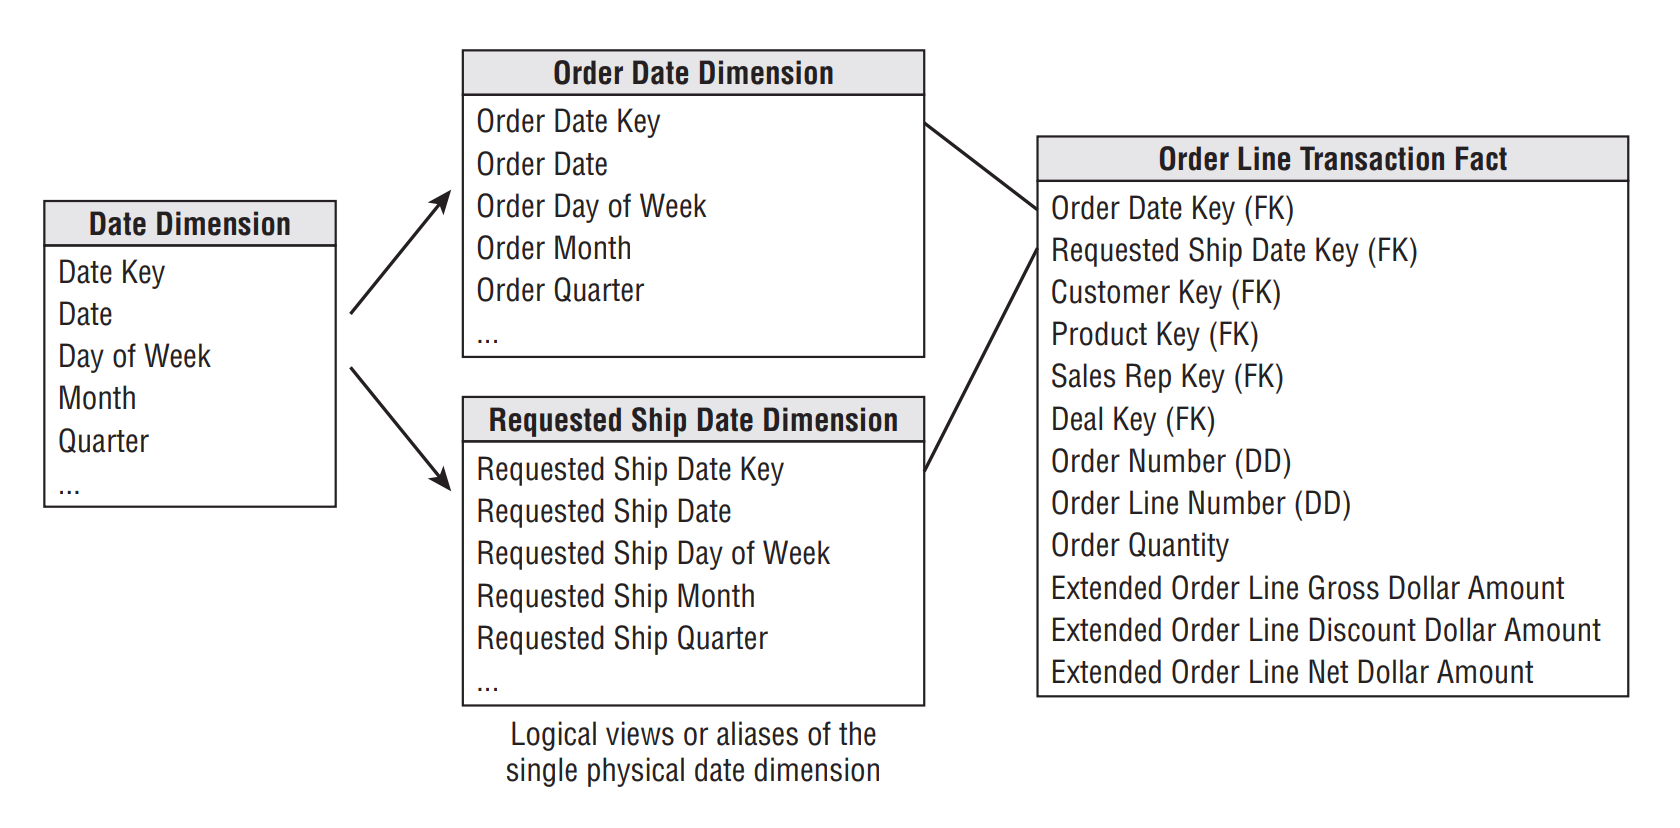 Date Dimension
Date Key
Date
Day of Week
Month
Quarter
...
Order Date Dimension
Order Date Key
Order Date
Order Day of Week
Order Month
Order Quarter
...
Requested Ship Date Dimension
Requested Ship Date Key
Requested Ship Date
Requested Ship Day of Week
Requested Ship Month
Requested Ship Quarter
...
Logical views or aliases of the
single physical date dimension
Order Line Transaction Fact
Order Date Key (FK)
Requested Ship Date Key (FK)
Customer Key (FK)
Product Key (FK)
Sales Rep Key (FK)
Deal Key (FK)
Order Number (DD)
Order Line Number (DD)
Order Quantity
Extended Order Line Gross Dollar Amount
Extended Order Line Discount Dollar Amount
Extended Order Line Net Dollar Amount